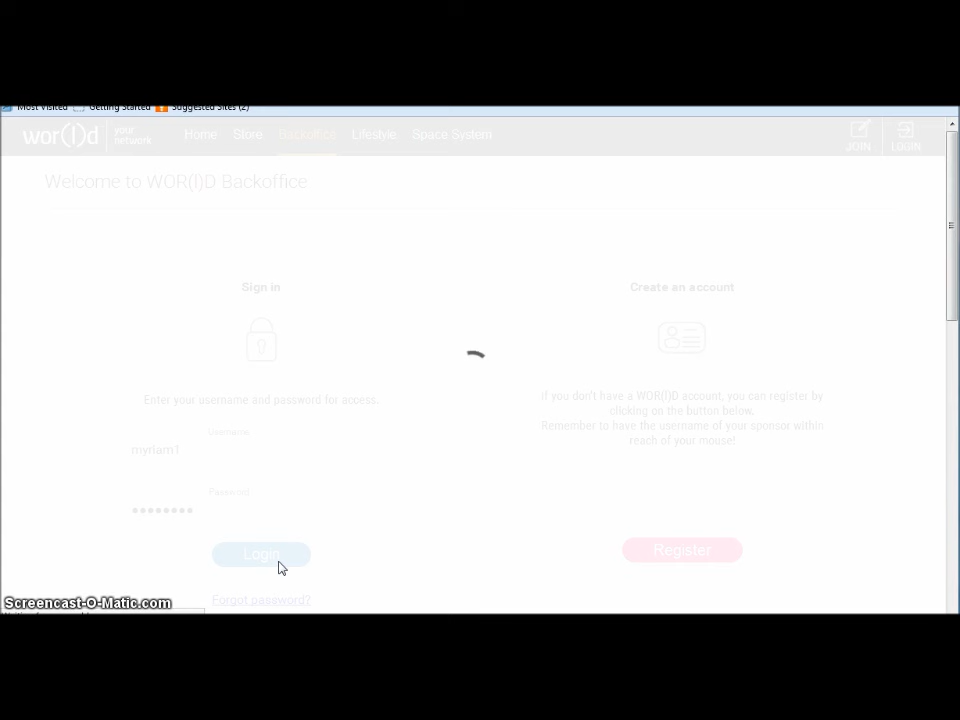 Most Visited Getting Started Suggested Sites (2)
wor(l)d your network Home Store Backoffice Lifestyle Space System JOIN LOGIN
Welcome to WOR(l)D Backoffice
Sign in
Enter your username and password for access.
Username
myriam1
Password
Login
Forgot password?
Create an account
If you don't have a WOR(l)D account, you can register by
clicking on the button below.
Remember to have the username of your sponsor within
reach of your mouse!
Register
Screencast-O-Matic.com